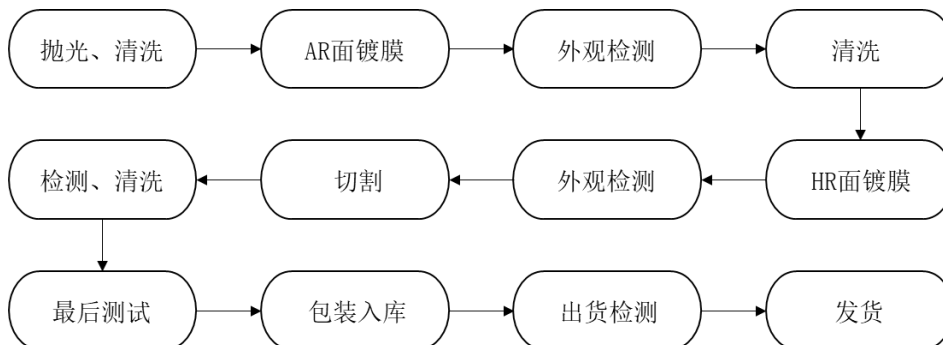 抛光、清洗
AR面镀膜
外观检测
清洗
HR面镀膜
外观检测
切割
检测、清洗
最后测试
包装入库
出货检测
发货